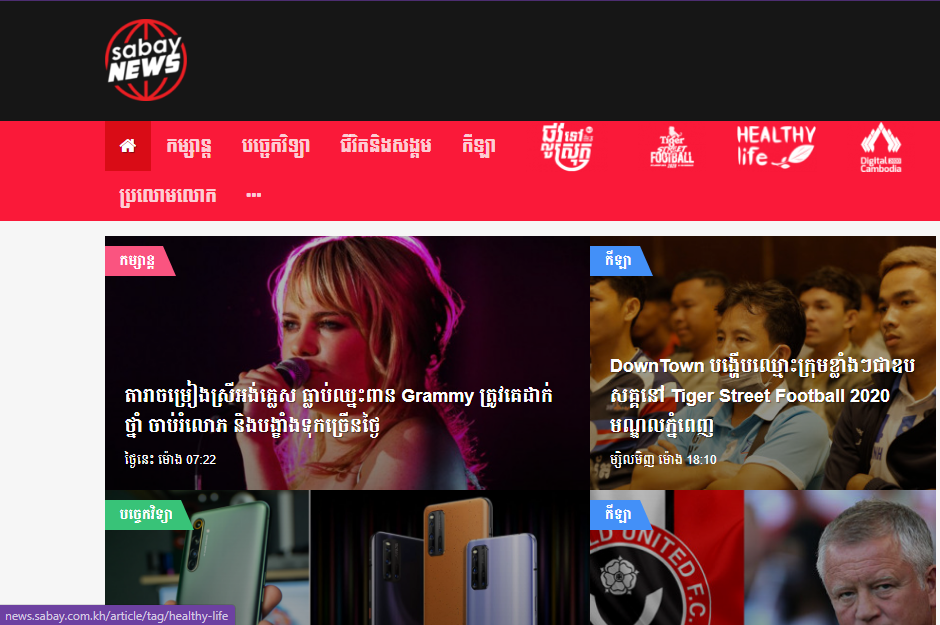 sabay
NEWS
កម្សាន្ត
បច្ចេកវិទ្យា
ជីវិតនិងសង្គម
កីឡា
ជួរទៅ
លួស្រុក
Tiger
STREET
FOOTBALL
HEALTHY
life
Digital
Cambodia
ប្រលោមលោក
···
កម្សាន្ត
កីឡា
តារាចម្រៀងស្រីអង់គ្លេស ធ្លាប់ឈ្នះពាន Grammy ត្រូវគេដាក់
ថ្នាំ ចាប់រំលោភ និងបង្ខាំងទុកច្រើនថ្ងៃ
ថ្ងៃនេះ ម៉ោង 07:22
DownTown បង្ហើបឈ្មោះក្រុមខ្លាំងៗជាឧប
សគ្គនៅ Tiger Street Football 2020
មណ្ឌលភ្នំពេញ
ម្សិលមិញ ម៉ោង 18:10
បច្ចេកវិទ្យា
កីឡា
D UNITED F.C.
news.sabay.com.kh/article/tag/healthy-life